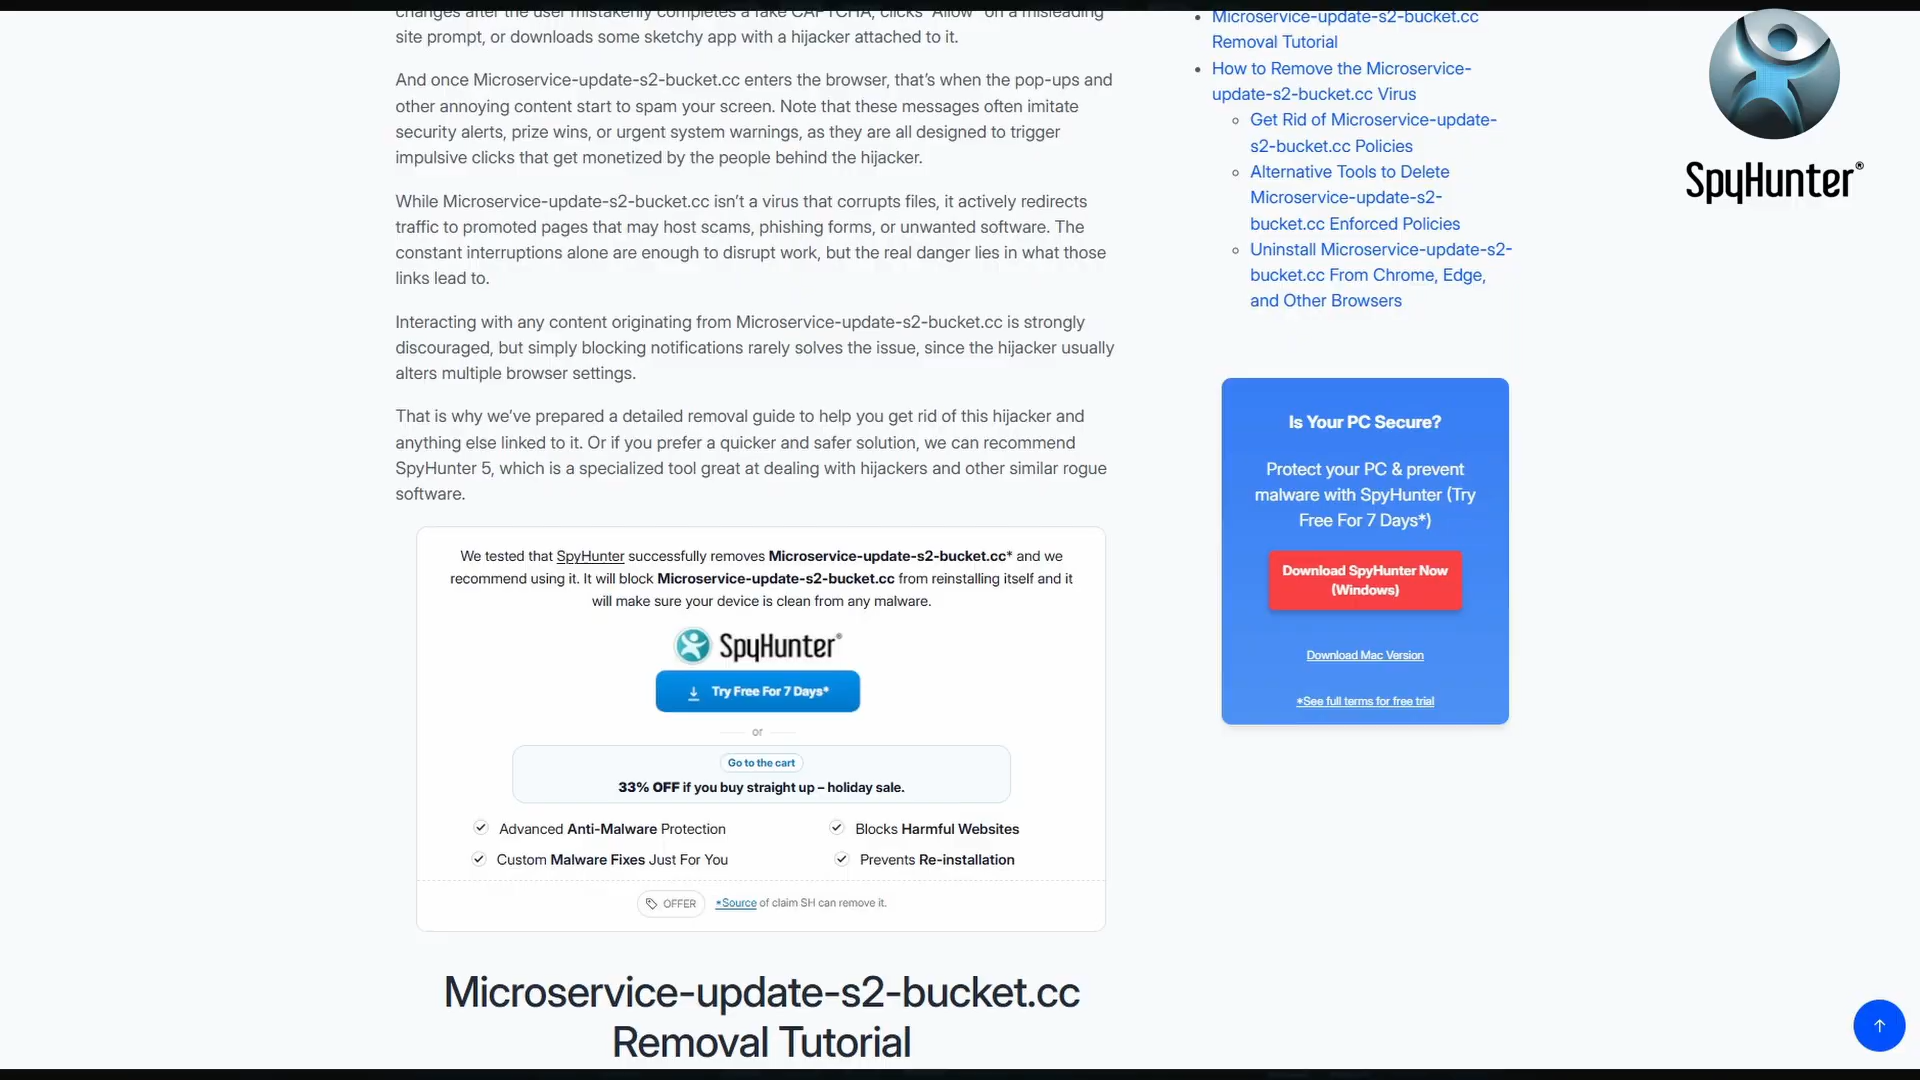 changes after the user mistakenly completes a fake CAPTCHA, clicks "Allow" on a misleading
site prompt, or downloads some sketchy app with a hijacker attached to it.
And once Microservice-update-s2-bucket.cc enters the browser, that's when the pop-ups and
other annoying content start to spam your screen. Note that these messages often imitate
security alerts, prize wins, or urgent system warnings, as they are all designed to trigger
impulsive clicks that get monetized by the people behind the hijacker.
While Microservice-update-s2-bucket.cc isn't a virus that corrupts files, it actively redirects
traffic to promoted pages that may host scams, phishing forms, or unwanted software. The
constant interruptions alone are enough to disrupt work, but the real danger lies in what those
links lead to.
Interacting with any content originating from Microservice-update-s2-bucket.cc is strongly
discouraged, but simply blocking notifications rarely solves the issue, since the hijacker usually
alters multiple browser settings.
That is why we've prepared a detailed removal guide to help you get rid of this hijacker and
anything else linked to it. Or if you prefer a quicker and safer solution, we can recommend
SpyHunter 5, which is a specialized tool great at dealing with hijackers and other similar rogue
software.
We tested that SpyHunter successfully removes Microservice-update-s2-bucket.cc* and we
recommend using it. It will block Microservice-update-s2-bucket.cc from reinstalling itself and it
will make sure your device is clean from any malware.
SpyHunter®
Try Free For 7 Days*
or
Go to the cart
33% OFF if you buy straight up – holiday sale.
Advanced Anti-Malware Protection
Blocks Harmful Websites
Custom Malware Fixes Just For You
Prevents Re-installation
OFFER
*Source of claim SH can remove it.
Microservice-update-s2-bucket.cc
Removal Tutorial
Microservice-update-s2-bucket.cc
Removal Tutorial
How to Remove the Microservice-
update-s2-bucket.cc Virus
Get Rid of Microservice-update-
s2-bucket.cc Policies
Alternative Tools to Delete
Microservice-update-s2-
bucket.cc Enforced Policies
Uninstall Microservice-update-s2-
bucket.cc From Chrome, Edge,
and Other Browsers
Is Your PC Secure?
Protect your PC & prevent
malware with SpyHunter (Try
Free For 7 Days*)
Download SpyHunter Now
(Windows)
Download Mac Version
*See full terms for free trial
SpyHunter®